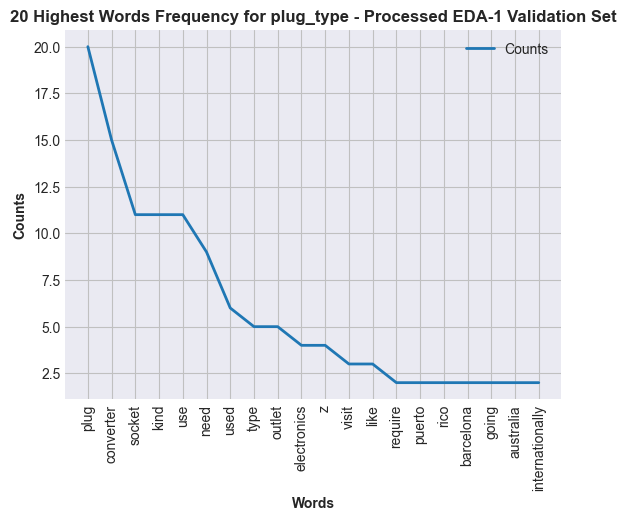 20 Highest Words Frequency for plug_type - Processed EDA-1 Validation Set
Counts
20.0
17.5
15.0
12.5
10.0
7.5
5.0
2.5
Counts
plug
converter
socket
kind
use
need
used
type
outlet
electronics
z
visit
like
require
puerto
rico
barcelona
going
australia
internationally
Words